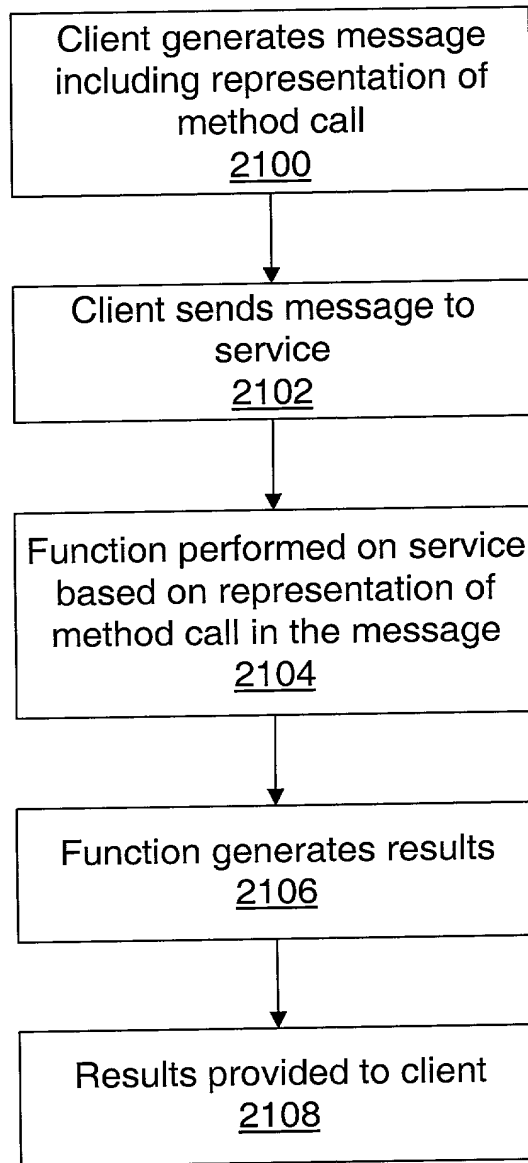 Client generates message
including representation of
method call
2100
Client sends message to
service
2102
Function performed on service
based on representation of
method call in the message
2104
Function generates results
2106
Results provided to client
2108